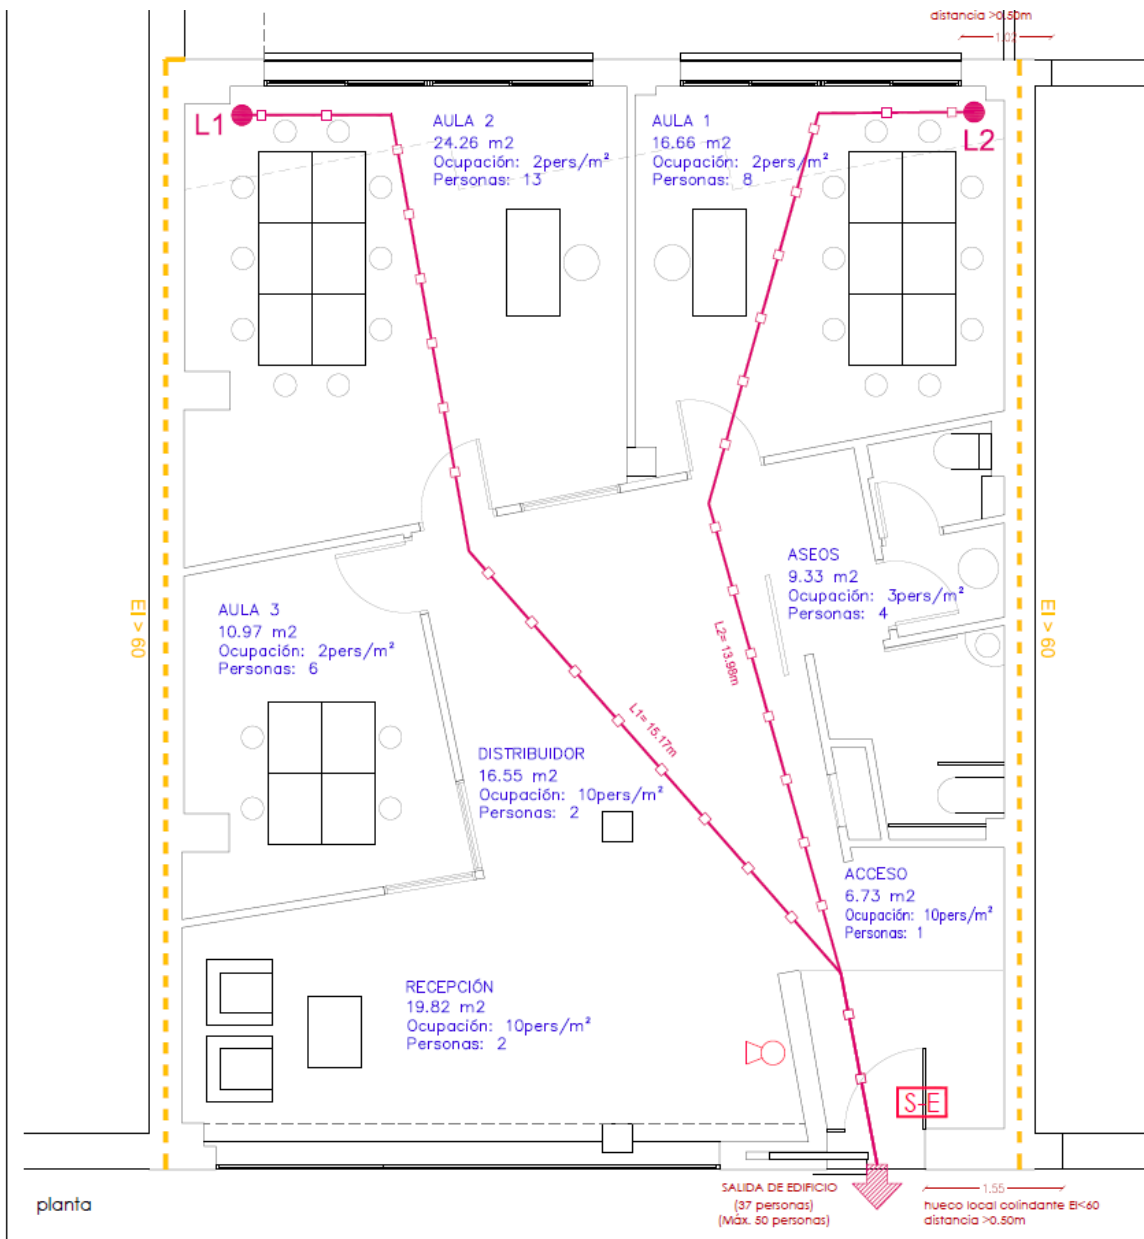 distancia >0.50m
1.02
L1
AULA 2
24.26 m2
Ocupación: 2pers/m²
Personas: 13
AULA 1
16.66 m2
Ocupación: 2pers/m²
Personas: 8
L2
ASEOS
9.33 m2
Ocupación: 3pers/m²
Personas: 4
EI > 60
AULA 3
10.97 m2
Ocupación: 2pers/m²
Personas: 6
EI > 60
L2= 13.98m
L1= 15.17m
DISTRIBUIDOR
16.55 m2
Ocupación: 10pers/m²
Personas: 2
ACCESO
6.73 m2
Ocupación: 10pers/m²
Personas: 1
RECEPCIÓN
19.82 m2
Ocupación: 10pers/m²
Personas: 2
S-E
planta
SALIDA DE EDIFICIO
(37 personas)
(Máx. 50 personas)
1.55
hueco local colindante EI<60
distancia >0.50m